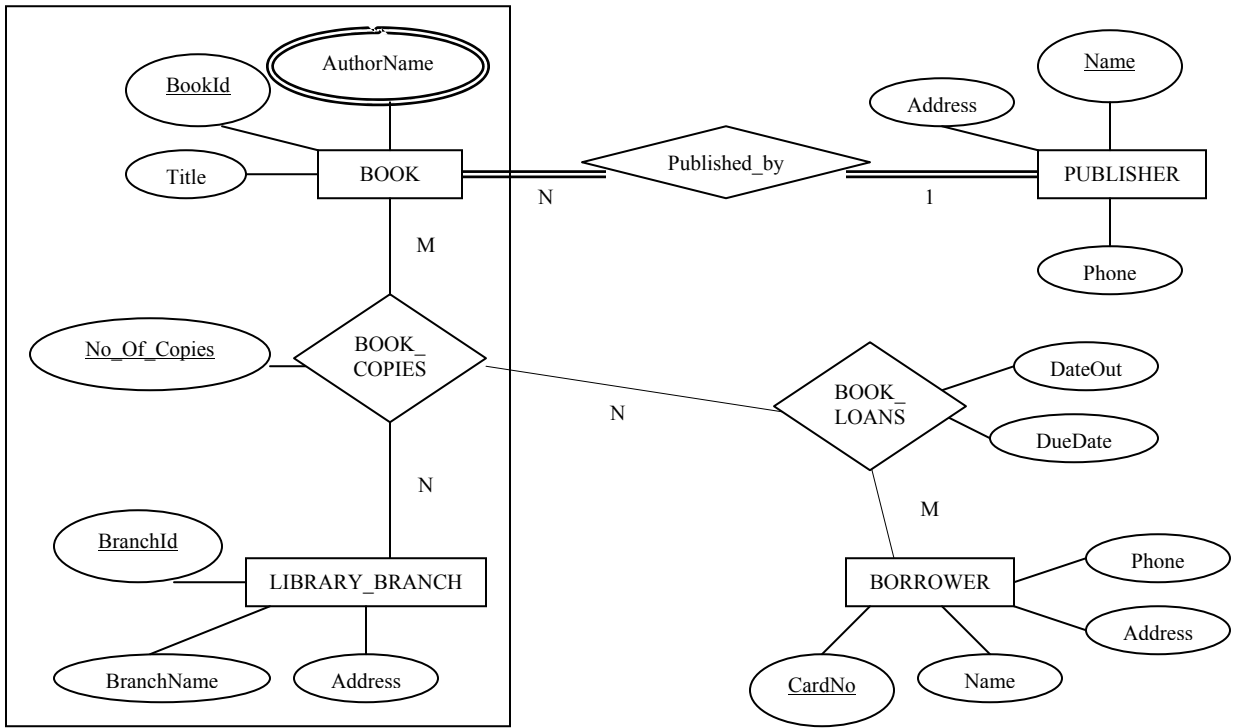 AuthorName
BookId
Title
BOOK
Published_by
N
1
Address
Name
PUBLISHER
Phone
M
No_Of_Copies
BOOK_
COPIES
N
N
BOOK_
LOANS
DateOut
DueDate
M
BranchId
LIBRARY_BRANCH
BranchName
Address
BORROWER
Phone
Address
CardNo
Name